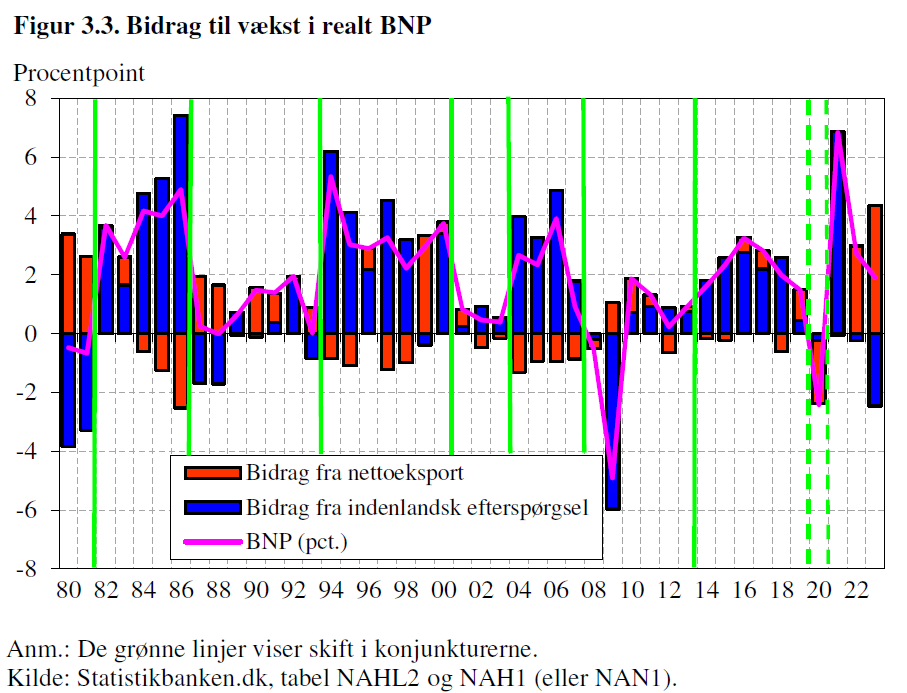 Figur 3.3. Bidrag til vækst i realt BNP
Procentpoint
8
6
4
2
0
-2
-4
-6
-8
Bidrag fra nettoeksport
Bidrag fra indenlandsk efterspørgsel
BNP (pct.)
80 82 84 86 88 90 92 94 96 98 00 02 04 06 08 10 12 14 16 18 20 22
Anm.: De grønne linjer viser skift i konjunkturerne.
Kilde: Statistikbanken.dk, tabel NAHL2 og NAH1 (eller NAN1).